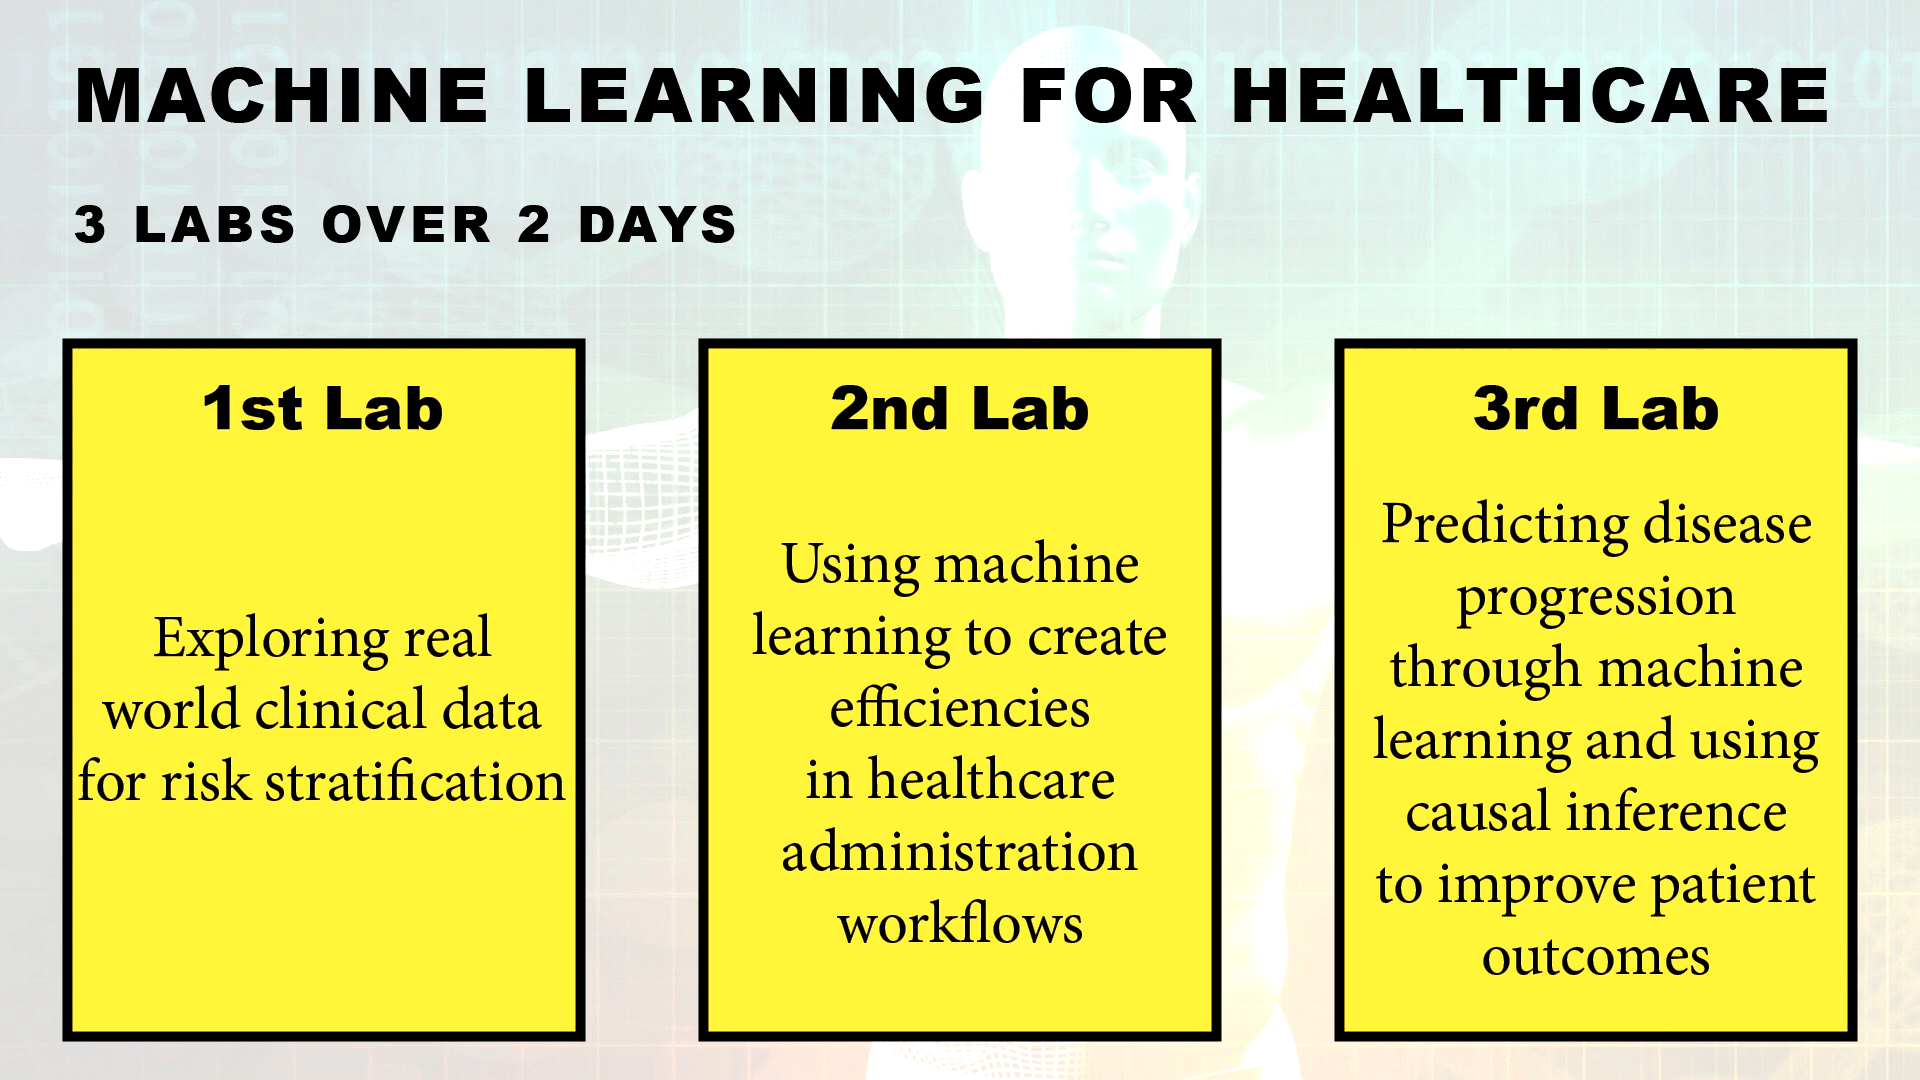 MACHINE LEARNING FOR HEALTHCARE
3 LABS OVER 2 DAYS
1st Lab
Exploring real
world clinical data
for risk stratification
2nd Lab
Using machine
learning to create
efficiencies
in healthcare
administration
workflows
3rd Lab
Predicting disease
progression
through machine
learning and using
causal inference
to improve patient
outcomes